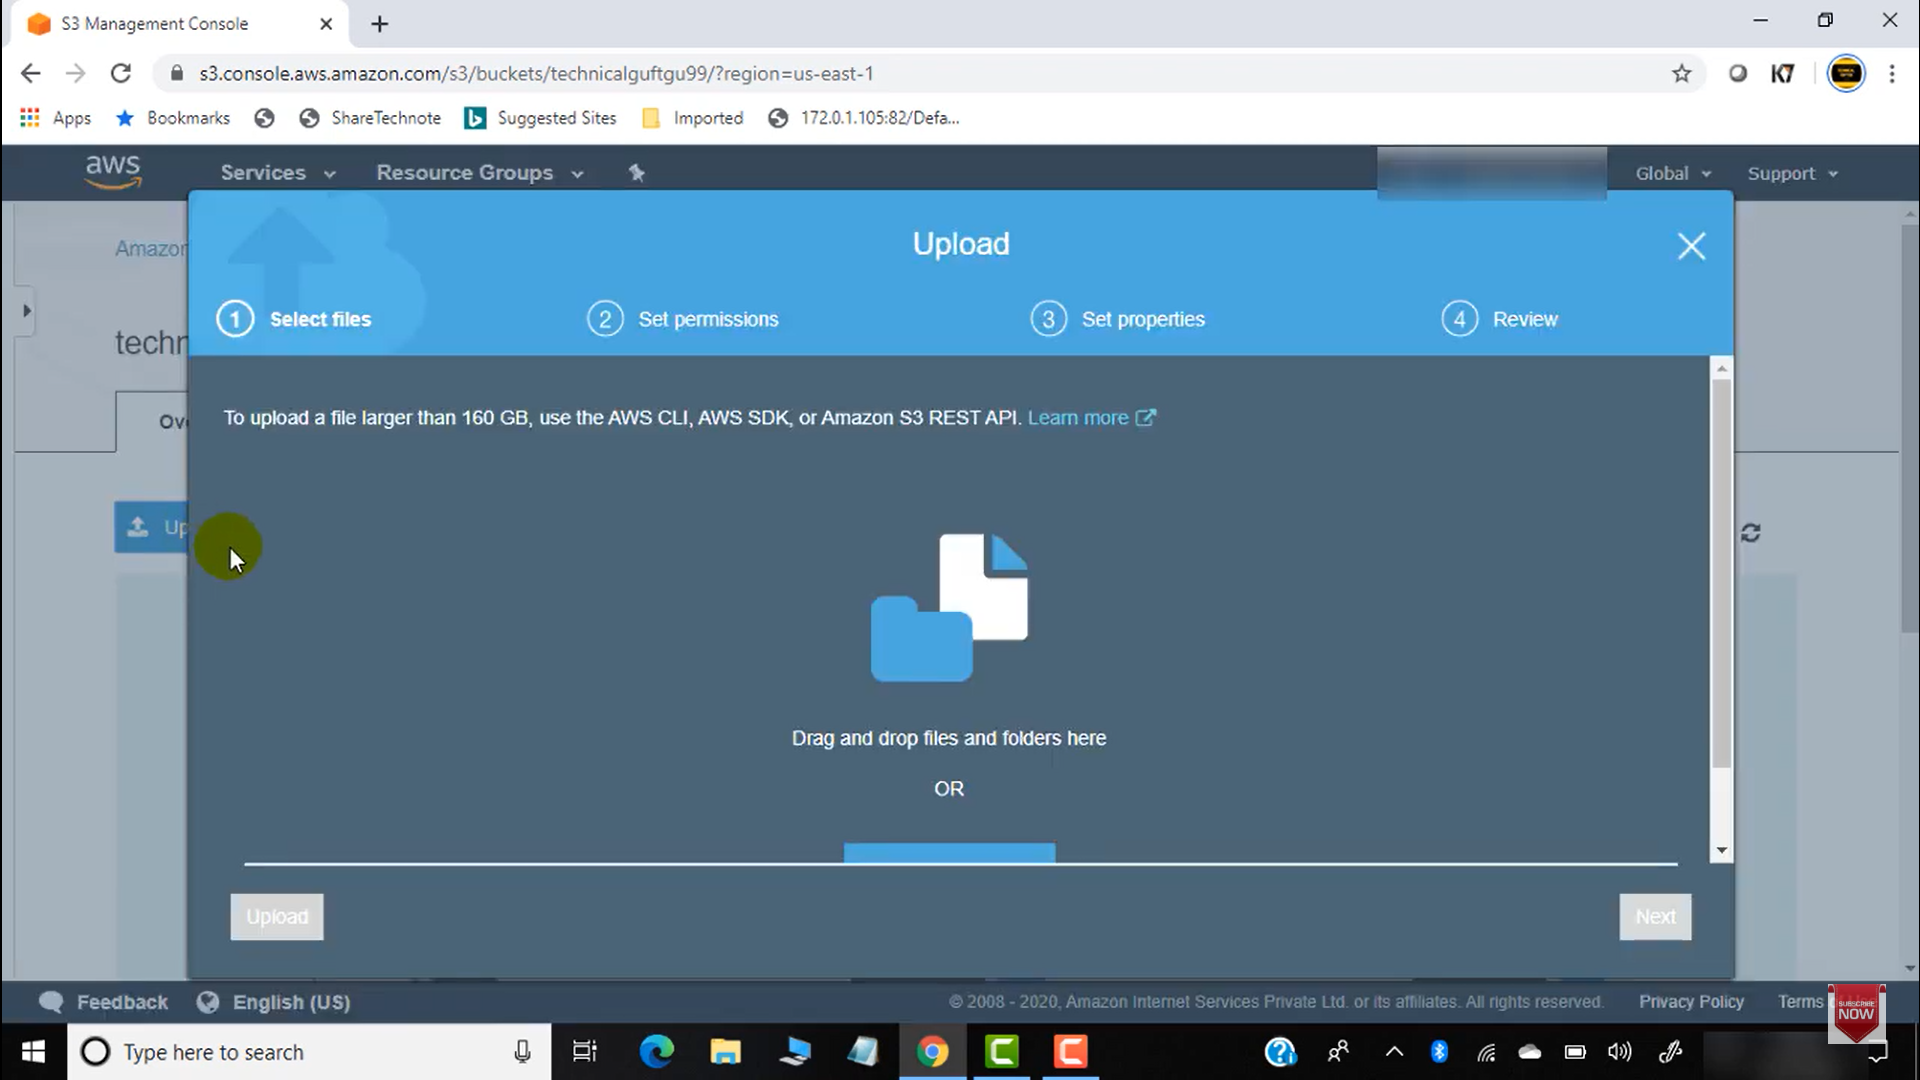 S3 Management Console
s3.console.aws.amazon.com/s3/buckets/technicalguftgu99/?region=us-east-1
Apps Bookmarks ShareTechnote Suggested Sites Imported 172.0.1.105:82/Defa...
aws Services Resource Groups Global Support
Upload
Amazon
1 Select files 2 Set permissions 3 Set properties 4 Review
techn
To upload a file larger than 160 GB, use the AWS CLI, AWS SDK, or Amazon S3 REST API. Learn more
Ov
Up
Drag and drop files and folders here
OR
Upload Next
Feedback English (US) © 2008 - 2020, Amazon Internet Services Private Ltd. or its affiliates. All rights reserved. Privacy Policy Terms
SUBSCRIBE
NOW
Type here to search